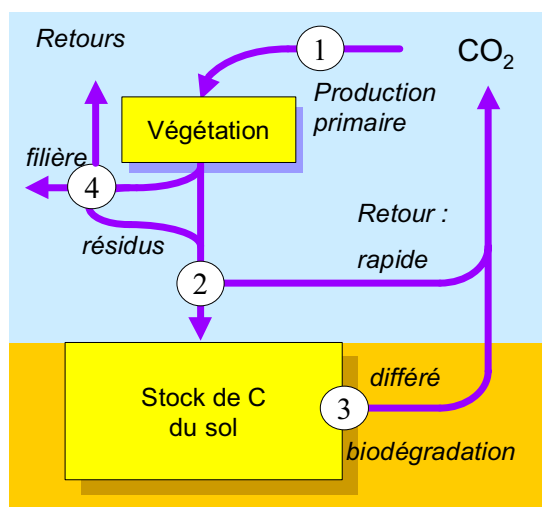 Retours
1
CO₂
Production
primaire
Végétation
filière
4
résidus
Retour :
rapide
2
Stock de C
du sol
différé
3
biodégradation